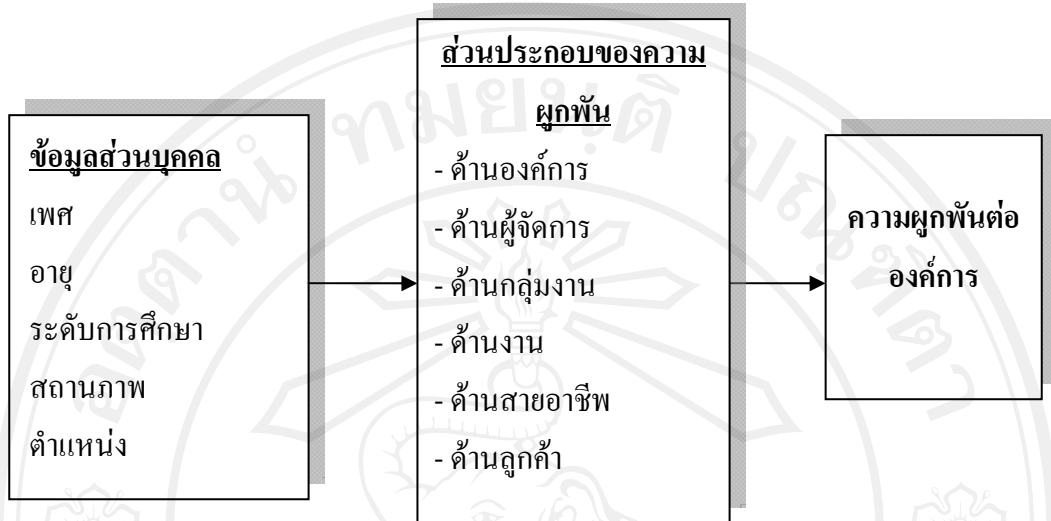 ข้อมูลส่วนบุคคล
เพศ
อายุ
ระดับการศึกษา
สถานภาพ
ตำแหน่ง
ส่วนประกอบของความ
ผูกพัน
- ด้านองค์การ
- ด้านผู้จัดการ
- ด้านกลุ่มงาน
- ด้านงาน
- ด้านสายอาชีพ
- ด้านลูกค้า
ความผูกพันต่อ
องค์การ